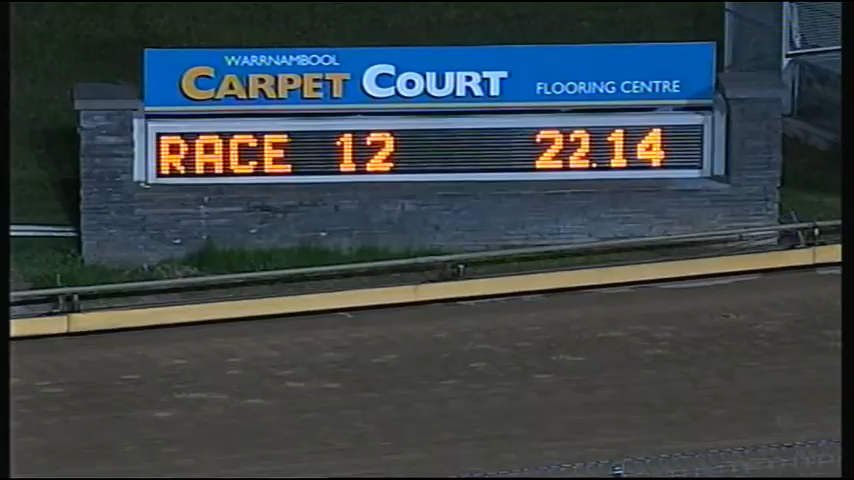 WARRNAMBOOL
CARPET COURT FLOORING CENTRE
RACE 12 22.14